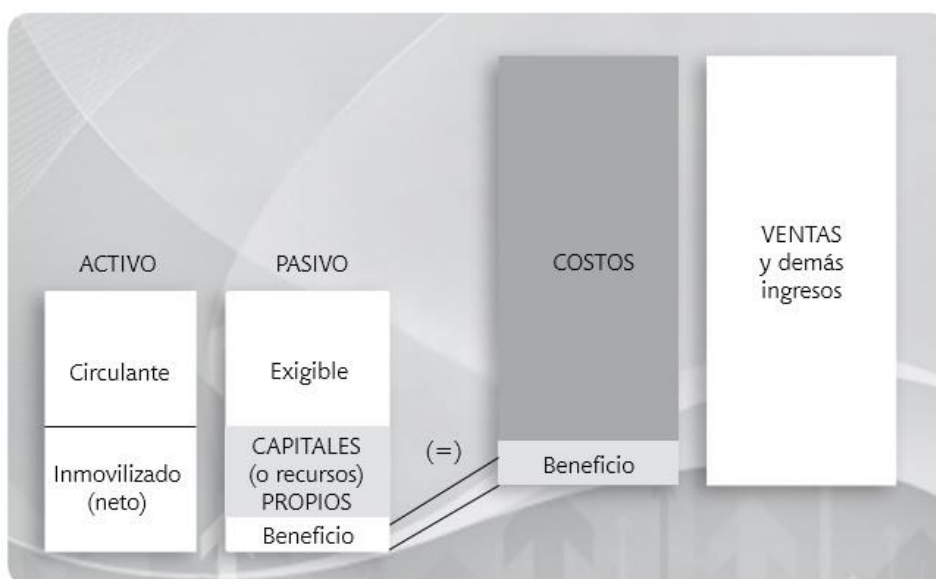 ACTIVO
Circulante
Inmovilizado
(neto)
PASIVO
Exigible
CAPITALES
(o recursos)
PROPIOS
Beneficio
(=)
COSTOS
Beneficio
VENTAS
y demás
ingresos